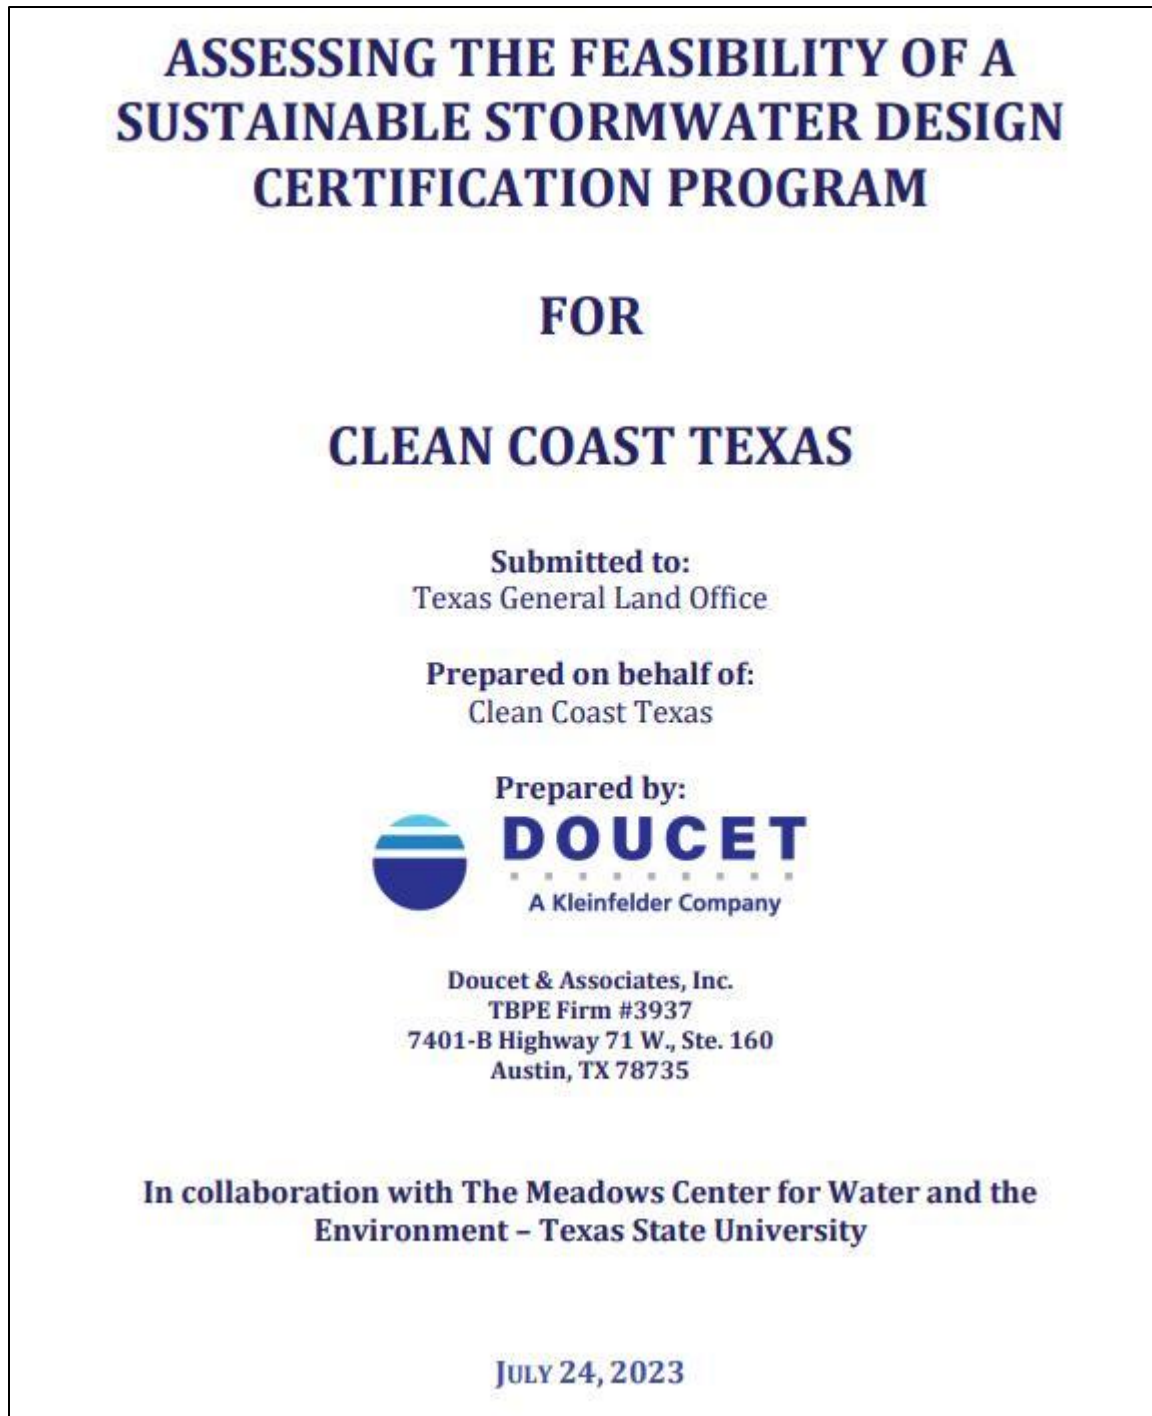 ASSESSING THE FEASIBILITY OF A
SUSTAINABLE STORMWATER DESIGN
CERTIFICATION PROGRAM
FOR
CLEAN COAST TEXAS
Submitted to:
Texas General Land Office
Prepared on behalf of:
Clean Coast Texas
Prepared by:
DOUCET
A Kleinfelder Company
Doucet & Associates, Inc.
TBPE Firm #3937
7401-B Highway 71 W., Ste. 160
Austin, TX 78735
In collaboration with The Meadows Center for Water and the
Environment – Texas State University
JULY 24, 2023